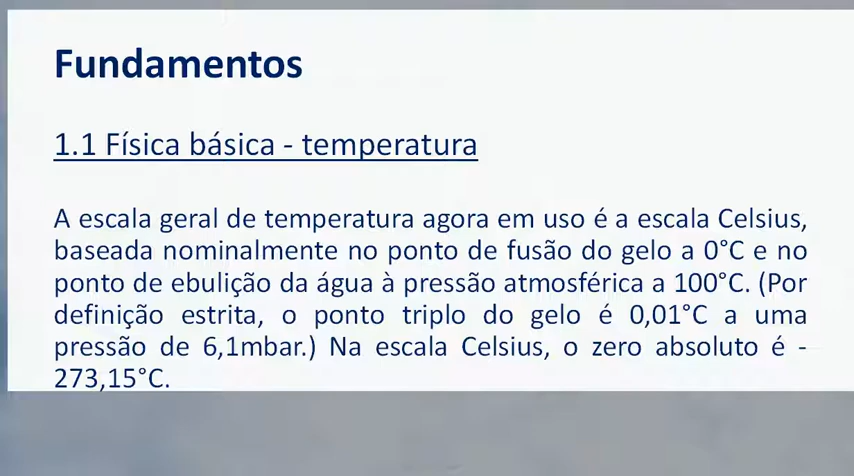 Fundamentos
1.1 Física básica - temperatura
A escala geral de temperatura agora em uso é a escala Celsius,
baseada nominalmente no ponto de fusão do gelo a 0°C e no
ponto de ebulição da água à pressão atmosférica a 100°C. (Por
definição estrita, o ponto triplo do gelo é 0,01°C a uma
pressão de 6,1mbar.) Na escala Celsius, o zero absoluto é -
273,15°C.